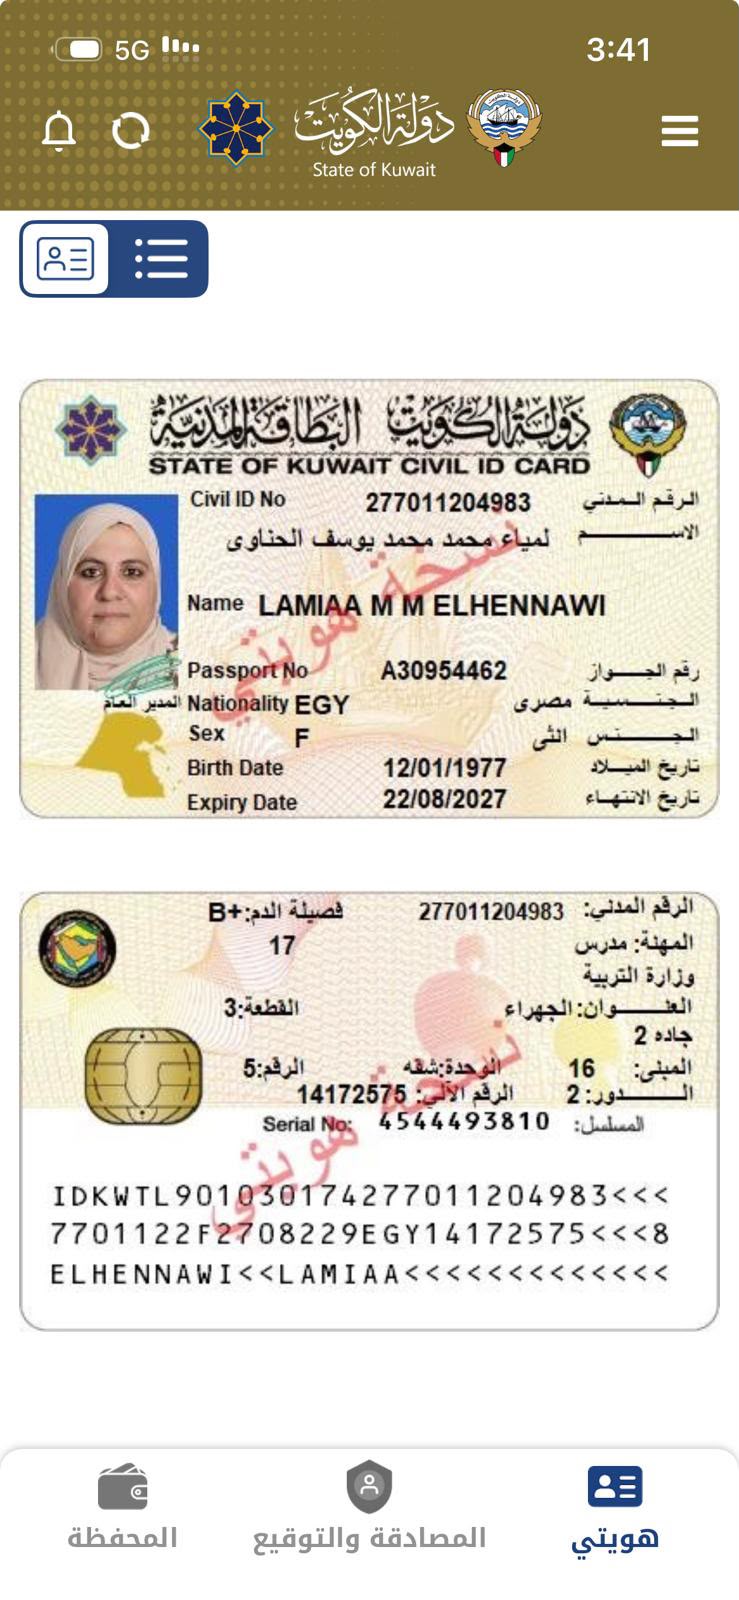 5G
3:41
دولة الكويت
State of Kuwait
دولة الكويت البطاقة المدنية
STATE OF KUWAIT CIVIL ID CARD
Civil ID No 277011204983 الرقم المدني
الاسم لمياء محمد محمد يوسف الحناوى
Name LAMIAA M M ELHENNAWI
Passport No A30954462 رقم الجواز
المدير العام
Nationality EGY مصرى الجنسية
Sex F انثى الجنس
Birth Date 12/01/1977 تاريخ الميلاد
Expiry Date 22/08/2027 تاريخ الانتهاء
نسخة هويتي
الرقم المدني: 277011204983 فصيلة الدم:+B
المهنة: مدرس 17
وزارة التربية
العنوان: الجهراء القطعة:3
جاده 2
المبنى: 16 الوحدة:شقه الرقم:5
الدور: 2 الرقم الآلي: 14172575
المسلسل: 4544493810 Serial No:
نسخة هويتي
IDKWTL901030174277011204983<<<
7701122F2708229EGY14172575<<<8
ELHENNAWI<<LAMIAA<<<<<<<<<<<<<
هويتي
المصادقة والتوقيع
المحفظة